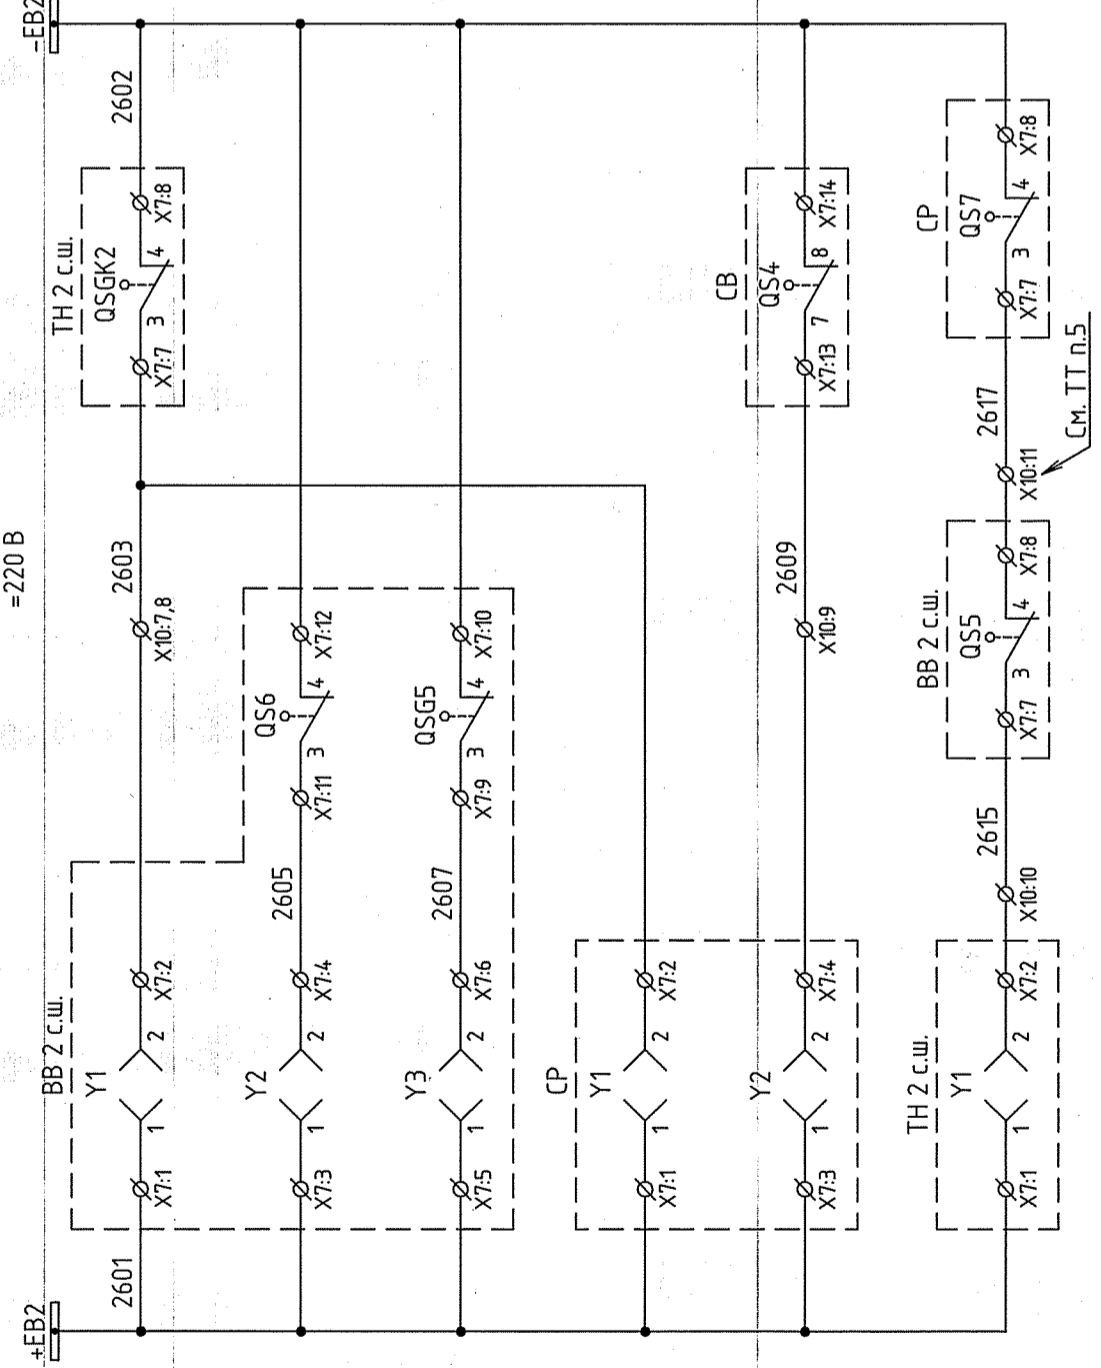 =220 В
+ЕВ2
2601
ВВ 2 с.ш.
X7:1
1
Y1
2
X7:2
X10:7,8
2603
ТН 2 с.ш.
X7:7
3
QSGK2
4
X7:8
2602
–ЕВ2
X7:3
1
Y2
2
X7:4
2605
X7:11
3
QS6
4
X7:12
X7:5
1
Y3
2
X7:6
2607
X7:9
3
QSG5
4
X7:10
СР
X7:1
1
Y1
2
X7:2
X7:3
1
Y2
2
X7:4
X10:9
2609
СВ
X7:13
7
QS4
8
X7:14
ТН 2 с.ш.
X7:1
1
Y1
2
X7:2
X10:10
2615
ВВ 2 с.ш.
X7:7
3
QS5
4
X7:8
X10:11
2617
СР
X7:7
3
QS7
4
X7:8
См. ТТ п.5